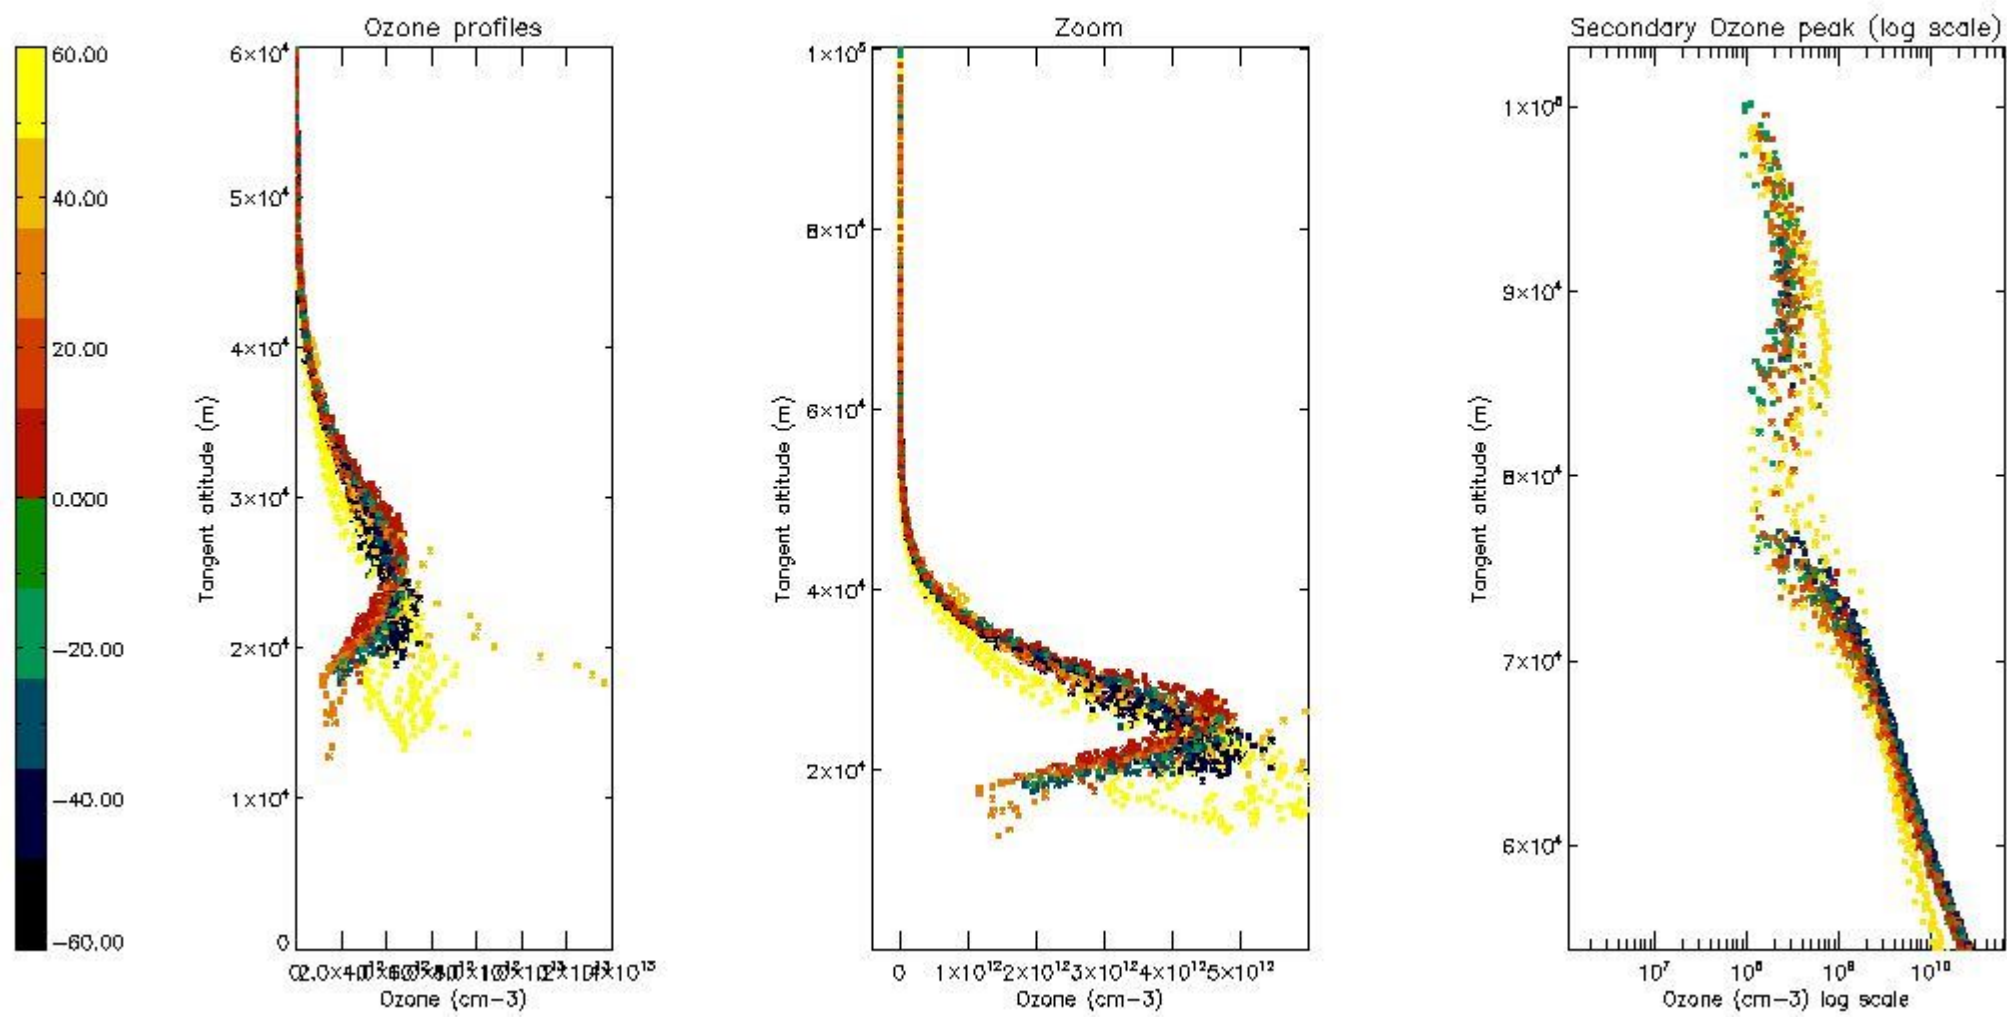 Ozone profiles
Zoom
Secondary Ozone peak (log scale)
60.00
40.00
20.00
0.000
−20.00
−40.00
−60.00
6×10⁴
5×10⁴
4×10⁴
3×10⁴
2×10⁴
1×10⁴
0
Tangent altitude (m)
Ozone (cm−3)
1×10⁵
8×10⁴
6×10⁴
4×10⁴
2×10⁴
Tangent altitude (m)
0 1×10¹² 2×10¹² 3×10¹² 4×10¹² 5×10¹²
Ozone (cm−3)
9×10⁴
8×10⁴
7×10⁴
6×10⁴
Tangent altitude (m)
10⁷ 10⁸ 10⁹ 10¹⁰
Ozone (cm−3) log scale